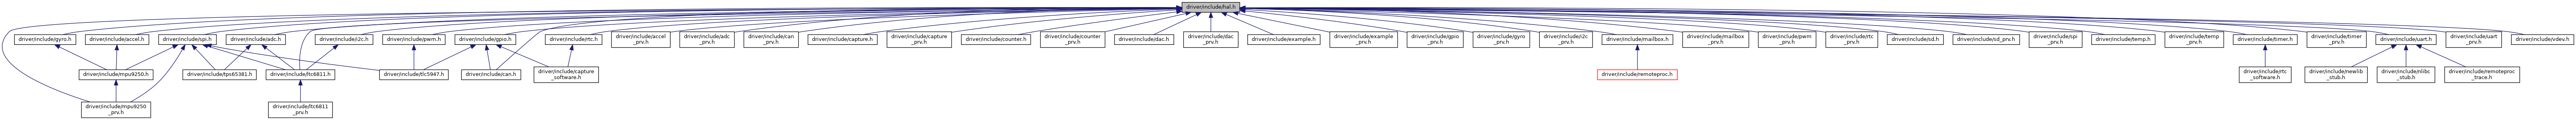 driver/include/hal.h
driver/include/gyro.h
driver/include/accel.h
driver/include/spi.h
driver/include/adc.h
driver/include/i2c.h
driver/include/pwm.h
driver/include/gpio.h
driver/include/rtc.h
driver/include/accel
_prv.h
driver/include/adc
_prv.h
driver/include/can
_prv.h
driver/include/capture.h
driver/include/capture
_prv.h
driver/include/counter.h
driver/include/counter
_prv.h
driver/include/dac.h
driver/include/dac
_prv.h
driver/include/example.h
driver/include/example
_prv.h
driver/include/gpio
_prv.h
driver/include/gyro
_prv.h
driver/include/i2c
_prv.h
driver/include/mailbox.h
driver/include/mailbox
_prv.h
driver/include/pwm
_prv.h
driver/include/rtc
_prv.h
driver/include/sd.h
driver/include/sd_prv.h
driver/include/spi
_prv.h
driver/include/temp.h
driver/include/temp
_prv.h
driver/include/timer.h
driver/include/timer
_prv.h
driver/include/uart.h
driver/include/uart
_prv.h
driver/include/vdev.h
driver/include/mpu9250.h
driver/include/tps65381.h
driver/include/ltc6811.h
driver/include/tlc5947.h
driver/include/can.h
driver/include/capture
_software.h
driver/include/remoteproc.h
driver/include/rtc
_software.h
driver/include/newlib
_stub.h
driver/include/nlibc
_stub.h
driver/include/remoteproc
_trace.h
driver/include/mpu9250
_prv.h
driver/include/ltc6811
_prv.h